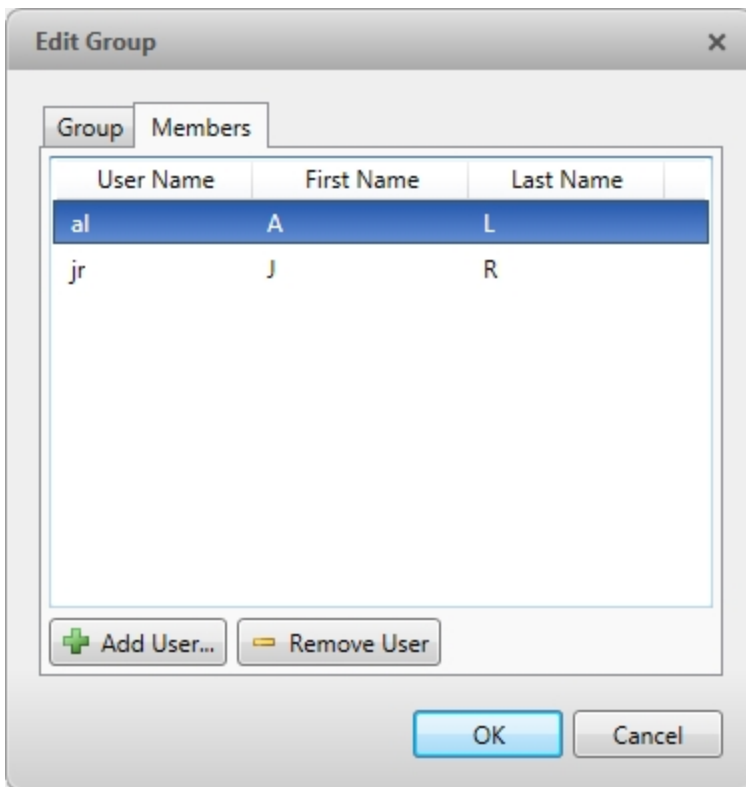 Edit Group
Group Members
User Name First Name Last Name
al A L
jr J R
Add User... Remove User
OK Cancel